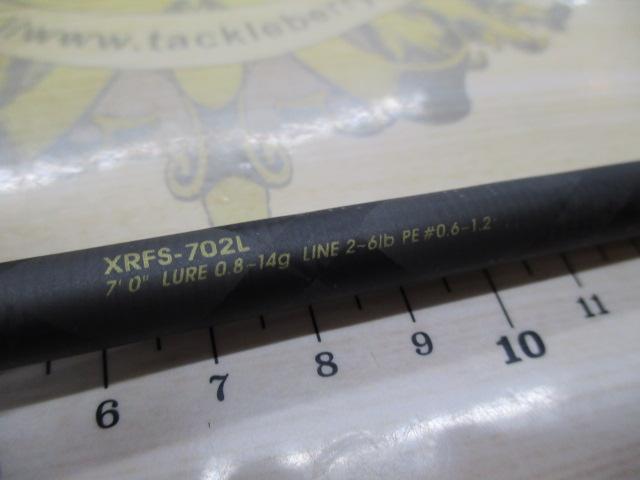 //www.tackleberry
XRFS-702L
7' 0" LURE 0.8-14g LINE 2-6lb PE #0.6-1.2
6 7 8 9 10 11